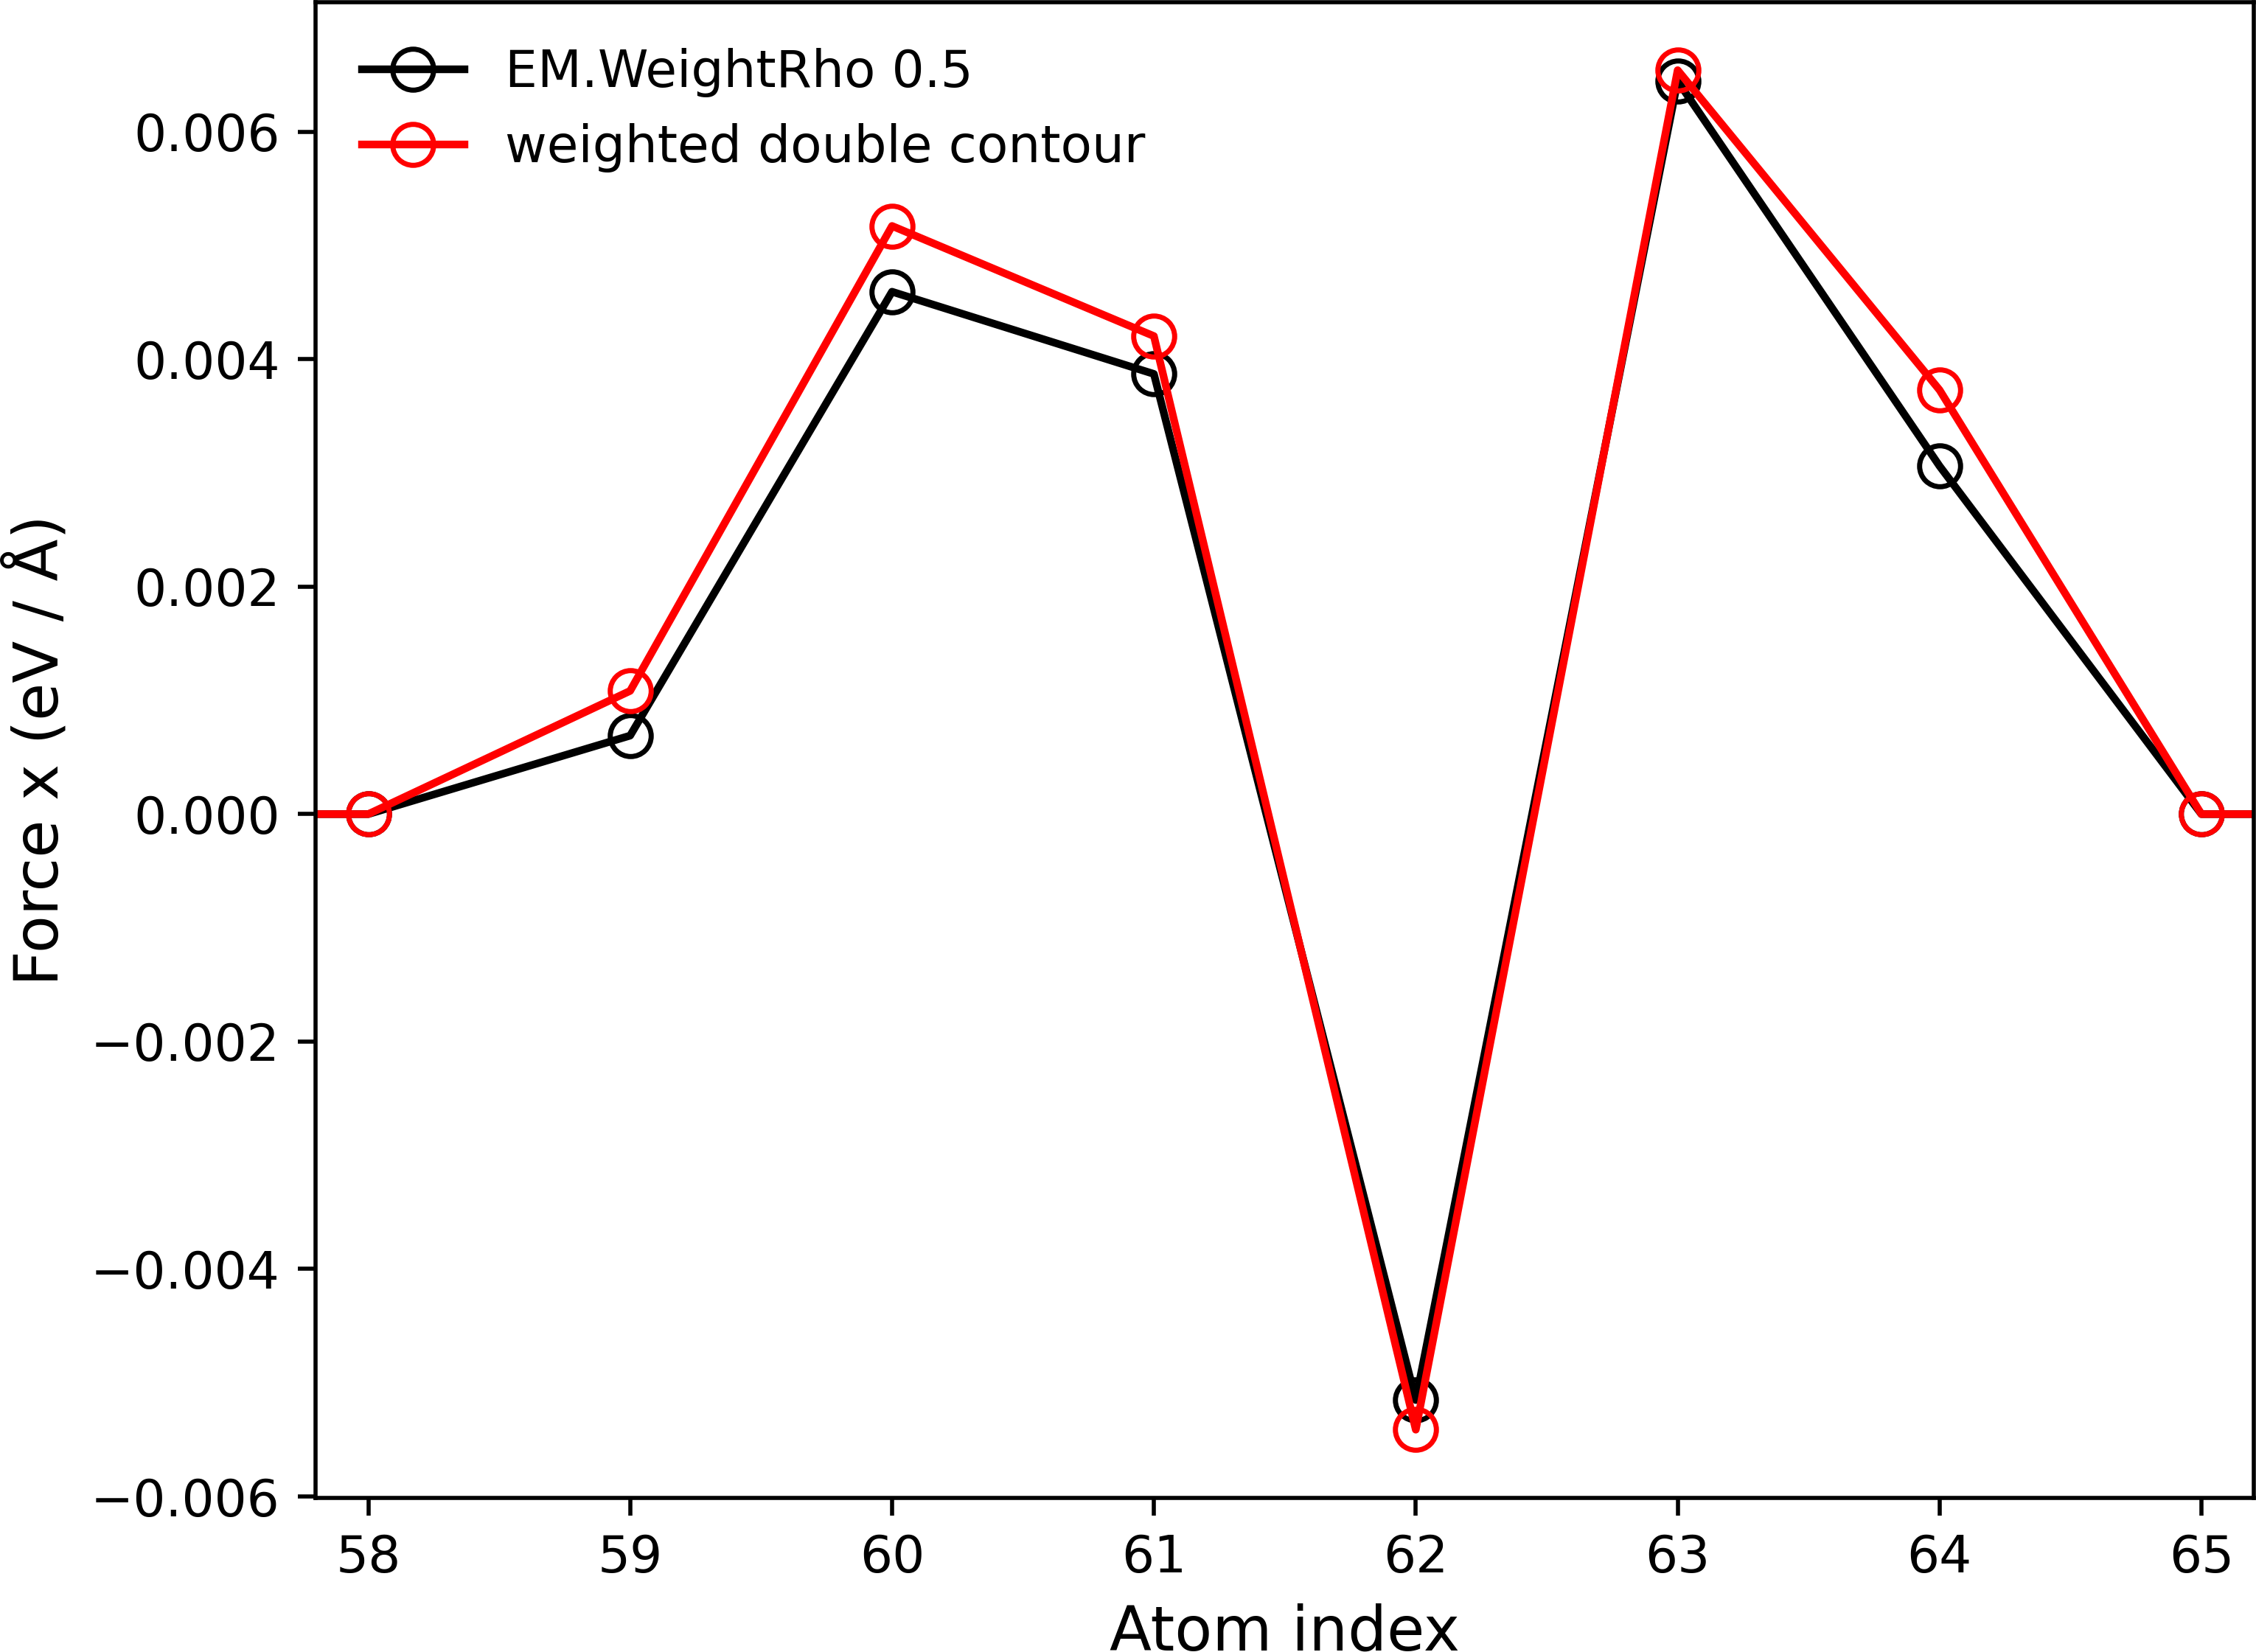 EM.WeightRho 0.5
weighted double contour
0.006
0.004
0.002
0.000
−0.002
−0.004
−0.006
Force x (eV / Å)
58 59 60 61 62 63 64 65
Atom index